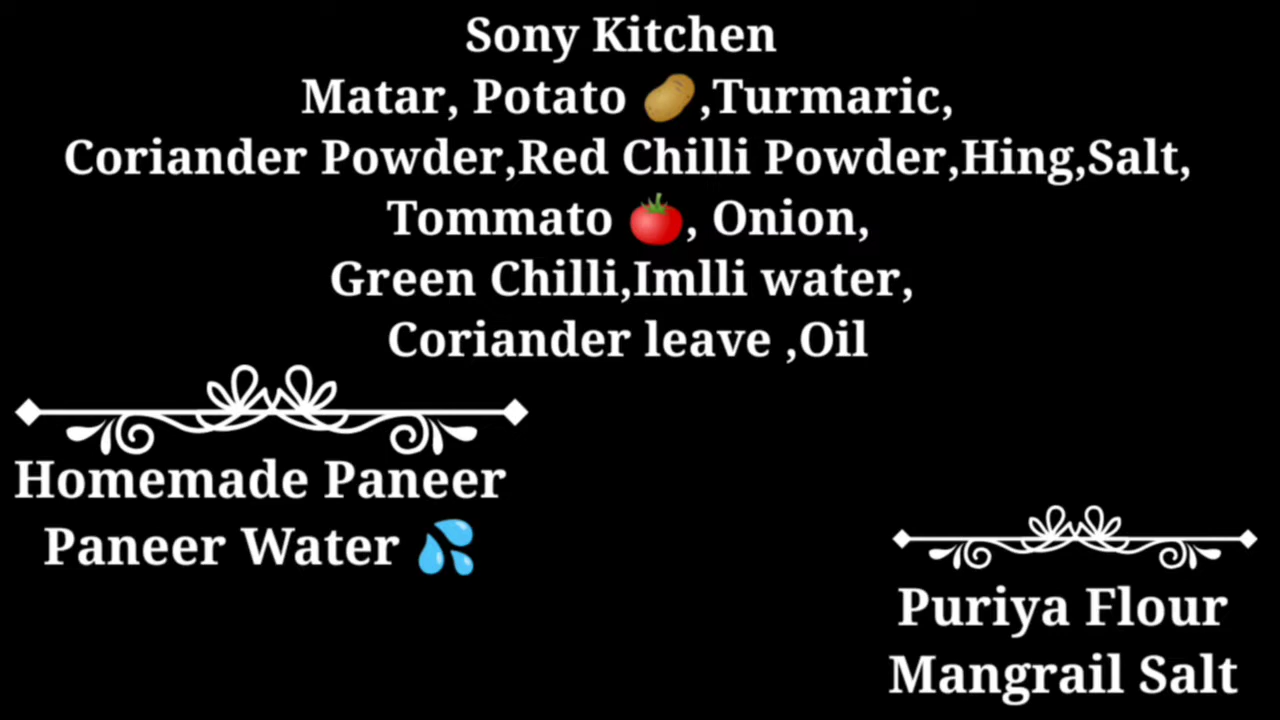 Sony Kitchen
Matar, Potato 🥔,Turmaric,
Coriander Powder,Red Chilli Powder,Hing,Salt,
Tommato 🍅, Onion,
Green Chilli,Imlli water,
Coriander leave ,Oil
Homemade Paneer
Paneer Water 💦
Puriya Flour
Mangrail Salt